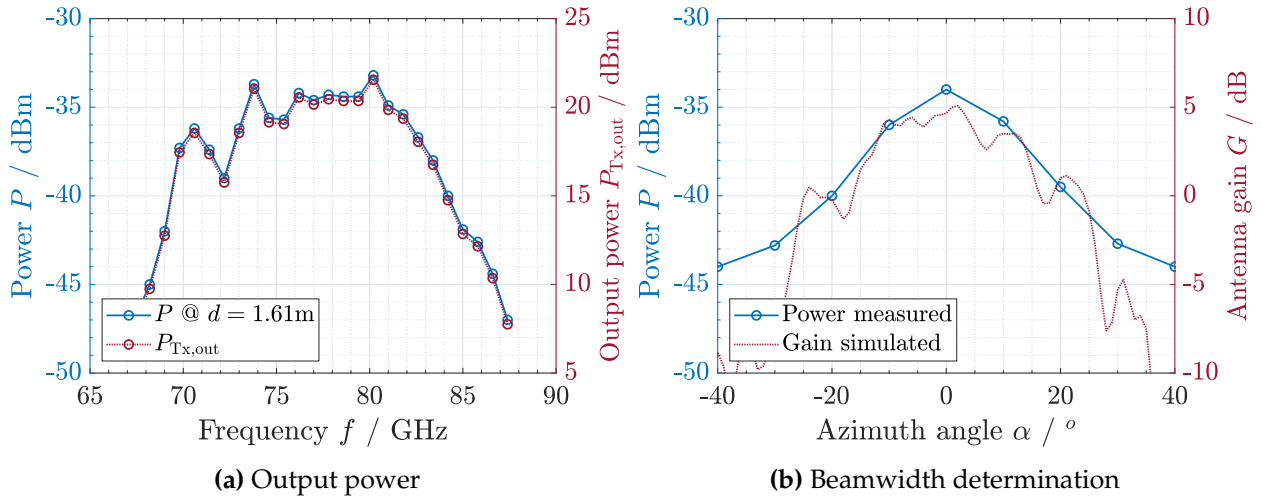 -30
-35
-40
-45
-50
Power P / dBm
25
20
15
10
5
Output power P_Tx,out / dBm
P @ d = 1.61m
P_Tx,out
65 70 75 80 85 90
Frequency f / GHz
(a) Output power
-30
-35
-40
-45
-50
Power P / dBm
10
5
0
-5
-10
Antenna gain G / dB
Power measured
Gain simulated
-40 -20 0 20 40
Azimuth angle α / o
(b) Beamwidth determination